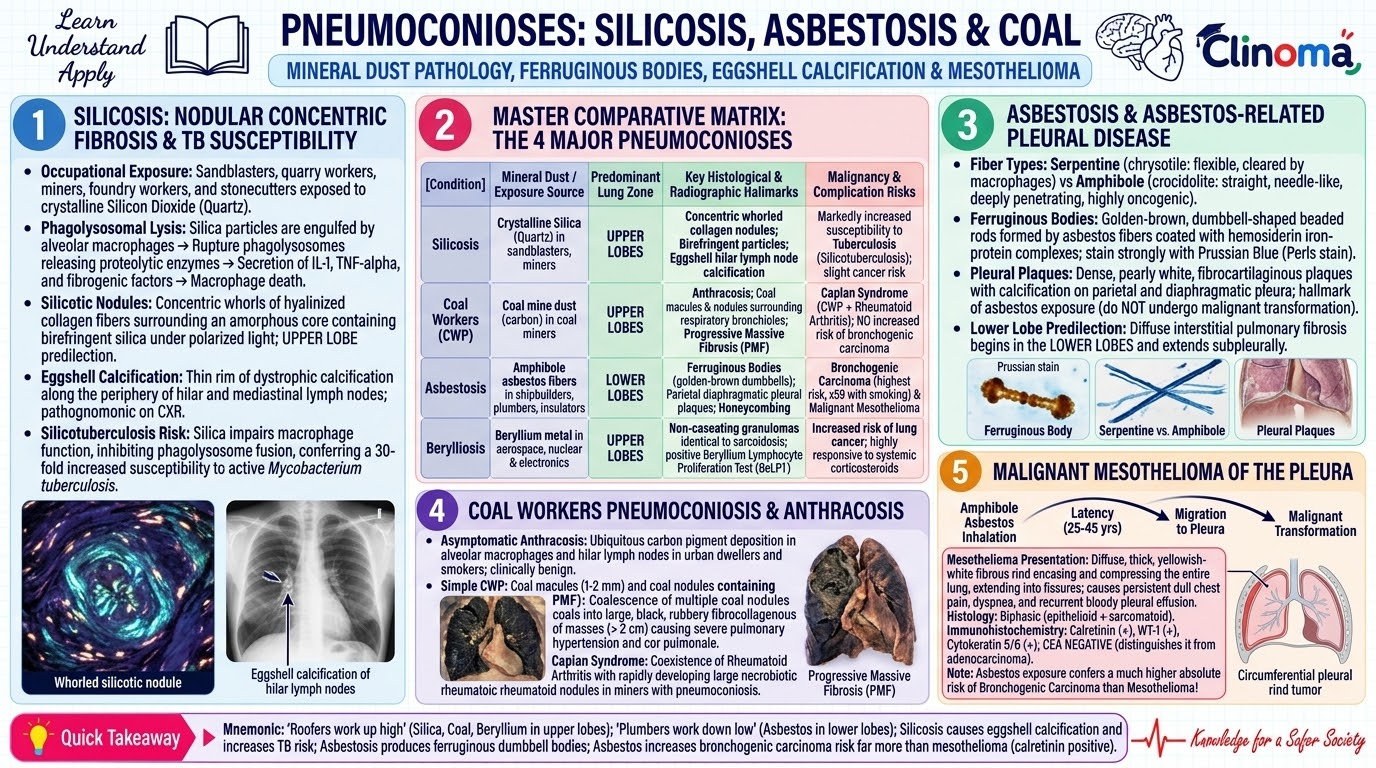 Learn
Understand
Apply
PNEUMOCONIOSES: SILICOSIS, ASBESTOSIS & COAL
MINERAL DUST PATHOLOGY, FERRUGINOUS BODIES, EGGSHELL CALCIFICATION & MESOTHELIOMA
Clinoma
1
SILICOSIS: NODULAR CONCENTRIC
FIBROSIS & TB SUSCEPTIBILITY
• Occupational Exposure: Sandblasters, quarry workers,
miners, foundry workers, and stonecutters exposed to
crystalline Silicon Dioxide (Quartz).
• Phagolysosomal Lysis: Silica particles are engulfed by
alveolar macrophages → Rupture phagolysosomes
releasing proteolytic enzymes → Secretion of IL-1, TNF-alpha,
and fibrogenic factors → Macrophage death.
• Silicotic Nodules: Concentric whorls of hyalinized
collagen fibers surrounding an amorphous core containing
birefringent silica under polarized light; UPPER LOBE
predilection.
• Eggshell Calcification: Thin rim of dystrophic calcification
along the periphery of hilar and mediastinal lymph nodes;
pathognomonic on CXR.
• Silicotuberculosis Risk: Silica impairs macrophage
function, inhibiting phagolysosome fusion, conferring a 30-
fold increased susceptibility to active Mycobacterium
tuberculosis.
Whorled silicotic nodule
Eggshell calcification of
hilar lymph nodes
2
MASTER COMPARATIVE MATRIX:
THE 4 MAJOR PNEUMOCONIOSES
[Condition]
Mineral Dust /
Exposure Source
Predominant
Lung Zone
Key Histological &
Radiographic Hallmarks
Malignancy &
Complication Risks
Silicosis
Crystalline Silica
(Quartz) in
sandblasters,
miners
UPPER
LOBES
Concentric whorled
collagen nodules;
Birefringent particles;
Eggshell hilar lymph node
calcification
Markedly increased
susceptibility to
Tuberculosis
(Silicotuberculosis);
slight cancer risk
Coal
Workers
(CWP)
Coal mine dust
(carbon) in coal
miners
UPPER
LOBES
Anthracosis; Coal
macules & nodules surrounding
respiratory bronchioles;
Progressive Massive
Fibrusis (PMF)
Caplan Syndrome
(CWP + Rheumatoid
Arthritis); NO increased
risk of bronchogenic
carcinoma
Asbestosis
Amphibole
asbestos fibers
in shipbuilders,
plumbers, insulators
LOWER
LOBES
Ferruginous Bodies
(golden-brown dumbbells);
Parietal diaphragmatic pleural
plaques; Honeycombing
Bronchogenic
Carcinoma (highest
risk, x59 with smoking) &
Malignant Mesothelioma
Berylliosis
Beryllium metal in
aerospace, nuclear
& electronics
UPPER
LOBES
Non-caseating granulomas
identical to sarcoidosis;
positive Beryllium Lymphocyte
Proliferation Test (BeLP1)
Increased risk of lung
cancer; highly
responsive to systemic
corticosteroids
4
COAL WORKERS PNEUMOCONIOSIS & ANTHRACOSIS
• Asymptomatic Anthracosis: Ubiquitous carbon pigment deposition in
alveolar macrophages and hilar lymph nodes in urban dwellers and
smokers; clinically benign.
• Simple CWP: Coal macules (1-2 mm) and coal nodules containing
PMF): Coalescence of multiple coal nodules
coals into large, black, rubbery fibrocollagenous
of masses (> 2 cm) causing severe pulmonary
hypertension and cor pulmonale.
Capian Syndrome: Coexistence of Rheumatoid
Arthritis with rapidly developing large necrobiotic
rheumatoic rheumatoid nodules in miners with pneumoconiosis.
Progressive Massive
Fibrosis (PMF)
3
ASBESTOSIS & ASBESTOS-RELATED
PLEURAL DISEASE
• Fiber Types: Serpentine (chrysotile: flexible, cleared by
macrophages) vs Amphibole (crocidolite: straight, needle-like,
deeply penetrating, highly oncogenic).
• Ferruginous Bodies: Golden-brown, dumbbell-shaped beaded
rods formed by asbestos fibers coated with hemosiderin iron-
protein complexes; stain strongly with Prussian Blue (Perls stain).
• Pleural Plaques: Dense, pearly white, fibrocartilaginous plaques
with calcification on parietal and diaphragmatic pleura; hallmark
of asbestos exposure (do NOT undergo malignant transformation).
• Lower Lobe Predilection: Diffuse interstitial pulmonary fibrosis
begins in the LOWER LOBES and extends subpleurally.
Prussian stain
Ferruginous Body
Serpentine vs. Amphibole
Pleural Plaques
5
MALIGNANT MESOTHELIOMA OF THE PLEURA
Amphibole
Asbestos
Inhalation
Latency
(25-45 yrs)
Migration
to Pleura
Malignant
Transformation
Mesothelioma Presentation: Diffuse, thick, yellowish-
white fibrous rind encasing and compressing the entire
lung, extending into fissures; causes persistent dull chest
pain, dyspnea, and recurrent bloody pleural effusion.
Histology: Biphasic (epithelioid + sarcomatoid).
Immunohistochemistry: Calretinin (+), WT-1 (+),
Cytokeratin 5/6 (+); CEA NEGATIVE (distinguishes it from
adenocarcinoma).
Note: Asbestos exposure confers a much higher absolute
risk of Bronchogenic Carcinoma than Mesothelioma!
Circumferential pleural
rind tumor
Quick Takeaway
Mnemonic: 'Roofers work up high' (Silica, Coal, Beryllium in upper lobes); 'Plumbers work down low' (Asbestos in lower lobes); Silicosis causes eggshell calcification and
increases TB risk; Asbestosis produces ferruginous dumbbell bodies; Asbestos increases bronchogenic carcinoma risk far more than mesothelioma (calretinin positive).
Knowledge for a Safer Society